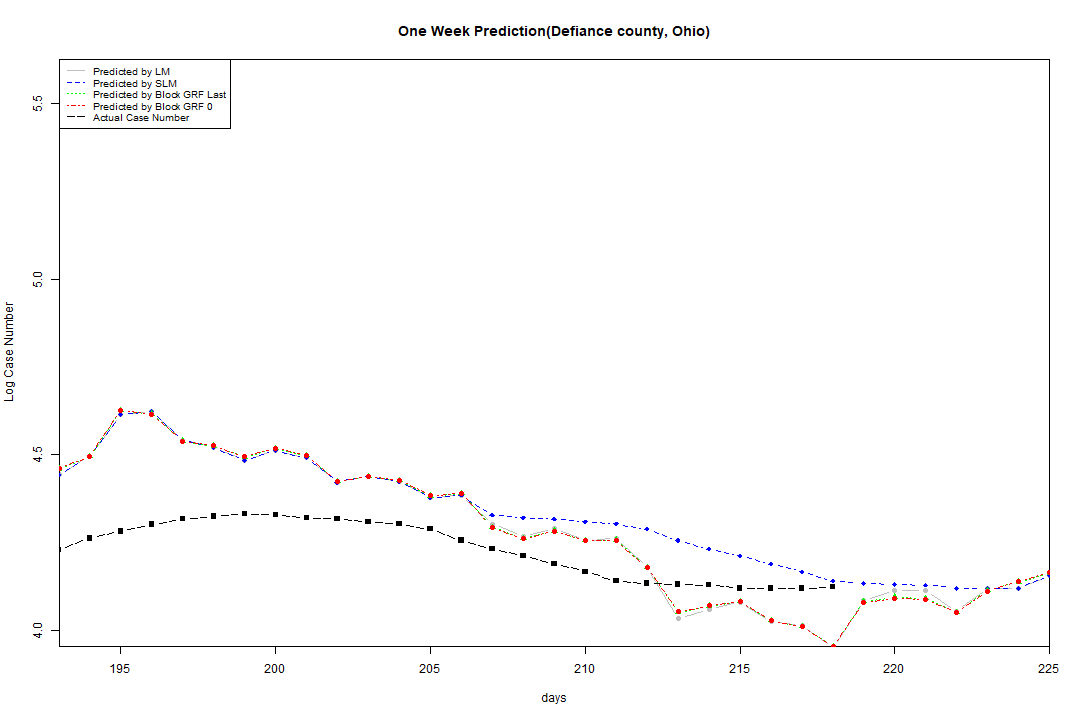 One Week Prediction(Defiance county, Ohio)
Predicted by LM
Predicted by SLM
Predicted by Block GRF Last
Predicted by Block GRF 0
Actual Case Number
5.5
5.0
4.5
4.0
Log Case Number
195 200 205 210 215 220 225
days